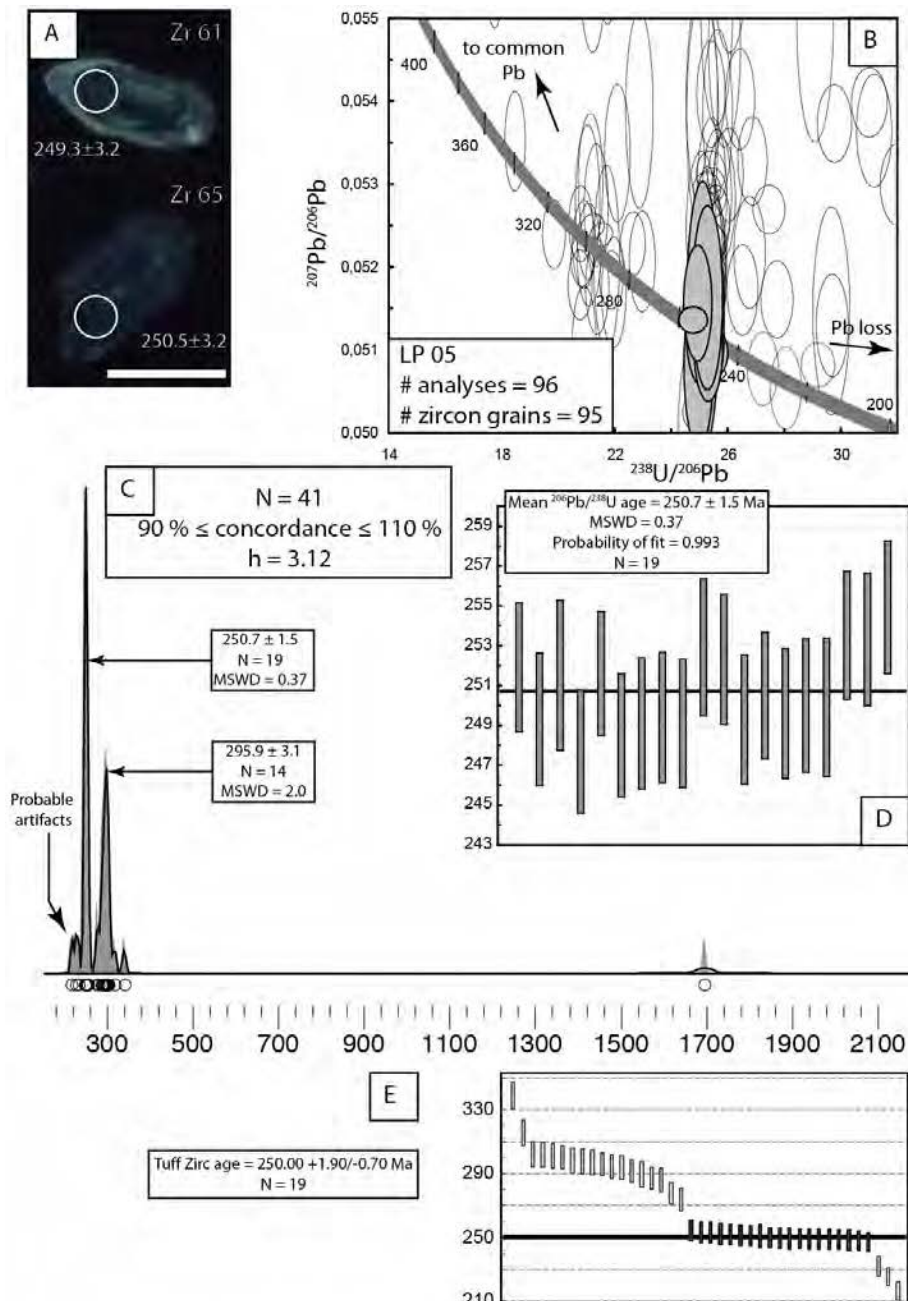 A
Zr 61
249.3±3.2
Zr 65
250.5±3.2
B
0,055
0,054
0,053
0,052
0,051
0,050
²⁰⁷Pb/²⁰⁶Pb
400
360
320
280
240
200
to common
Pb
Pb loss
LP 05
# analyses = 96
# zircon grains = 95
14
18
22
26
30
²³⁸U/²⁰⁶Pb
C
N = 41
90 % ≤ concordance ≤ 110 %
h = 3.12
250.7 ± 1.5
N = 19
MSWD = 0.37
295.9 ± 3.1
N = 14
MSWD = 2.0
Probable
artifacts
300
500
700
900
1100
1300
1500
1700
1900
2100
Mean ²⁰⁶Pb/²³⁸U age = 250.7 ± 1.5 Ma
MSWD = 0.37
Probability of fit = 0.993
N = 19
259
257
255
253
251
249
247
245
243
D
E
Tuff Zirc age = 250.00 +1.90/-0.70 Ma
N = 19
330
290
250
210